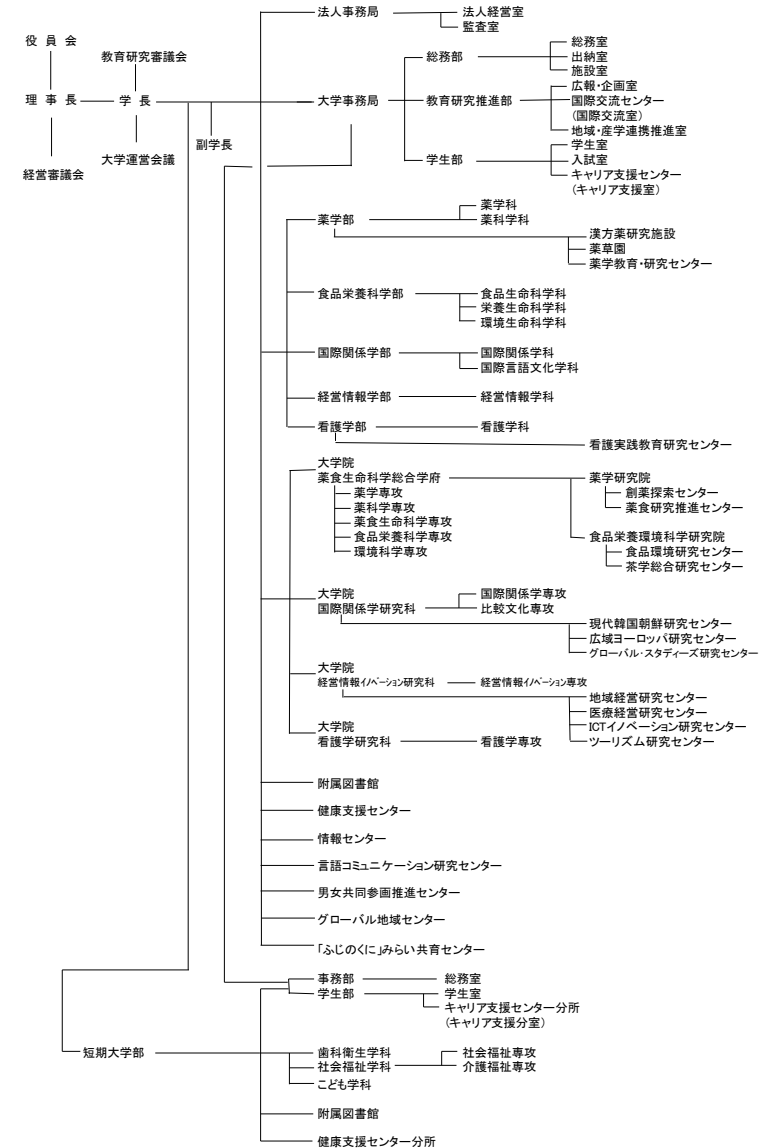 法人事務局
法人経営室
監査室
役員会
教育研究審議会
理事長
学長
副学長
経営審議会
大学運営会議
大学事務局
総務部
総務室
出納室
施設室
教育研究推進部
広報・企画室
国際交流センター
(国際交流室)
地域・産学連携推進室
学生部
学生室
入試室
キャリア支援センター
(キャリア支援室)
薬学部
薬学科
薬科学科
漢方薬研究施設
薬草園
薬学教育・研究センター
食品栄養科学部
食品生命科学科
栄養生命科学科
環境生命科学科
国際関係学部
国際関係学科
国際言語文化学科
経営情報学部
経営情報学科
看護学部
看護学科
看護実践教育研究センター
大学院
薬食生命科学総合学府
薬学専攻
薬科学専攻
薬食生命科学専攻
食品栄養科学専攻
環境科学専攻
薬学研究院
創薬探索センター
薬食研究推進センター
食品栄養環境科学研究院
食品環境研究センター
茶学総合研究センター
大学院
国際関係学研究科
国際関係学専攻
比較文化専攻
現代韓国朝鮮研究センター
広域ヨーロッパ研究センター
グローバル・スタディーズ研究センター
大学院
経営情報イノベーション研究科
経営情報イノベーション専攻
地域経営研究センター
医療経営研究センター
ICTイノベーション研究センター
ツーリズム研究センター
大学院
看護学研究科
看護学専攻
附属図書館
健康支援センター
情報センター
言語コミュニケーション研究センター
男女共同参画推進センター
グローバル地域センター
「ふじのくに」みらい共育センター
事務部
総務室
学生部
学生室
キャリア支援センター分所
(キャリア支援分室)
短期大学部
歯科衛生学科
社会福祉学科
社会福祉専攻
介護福祉専攻
こども学科
附属図書館
健康支援センター分所